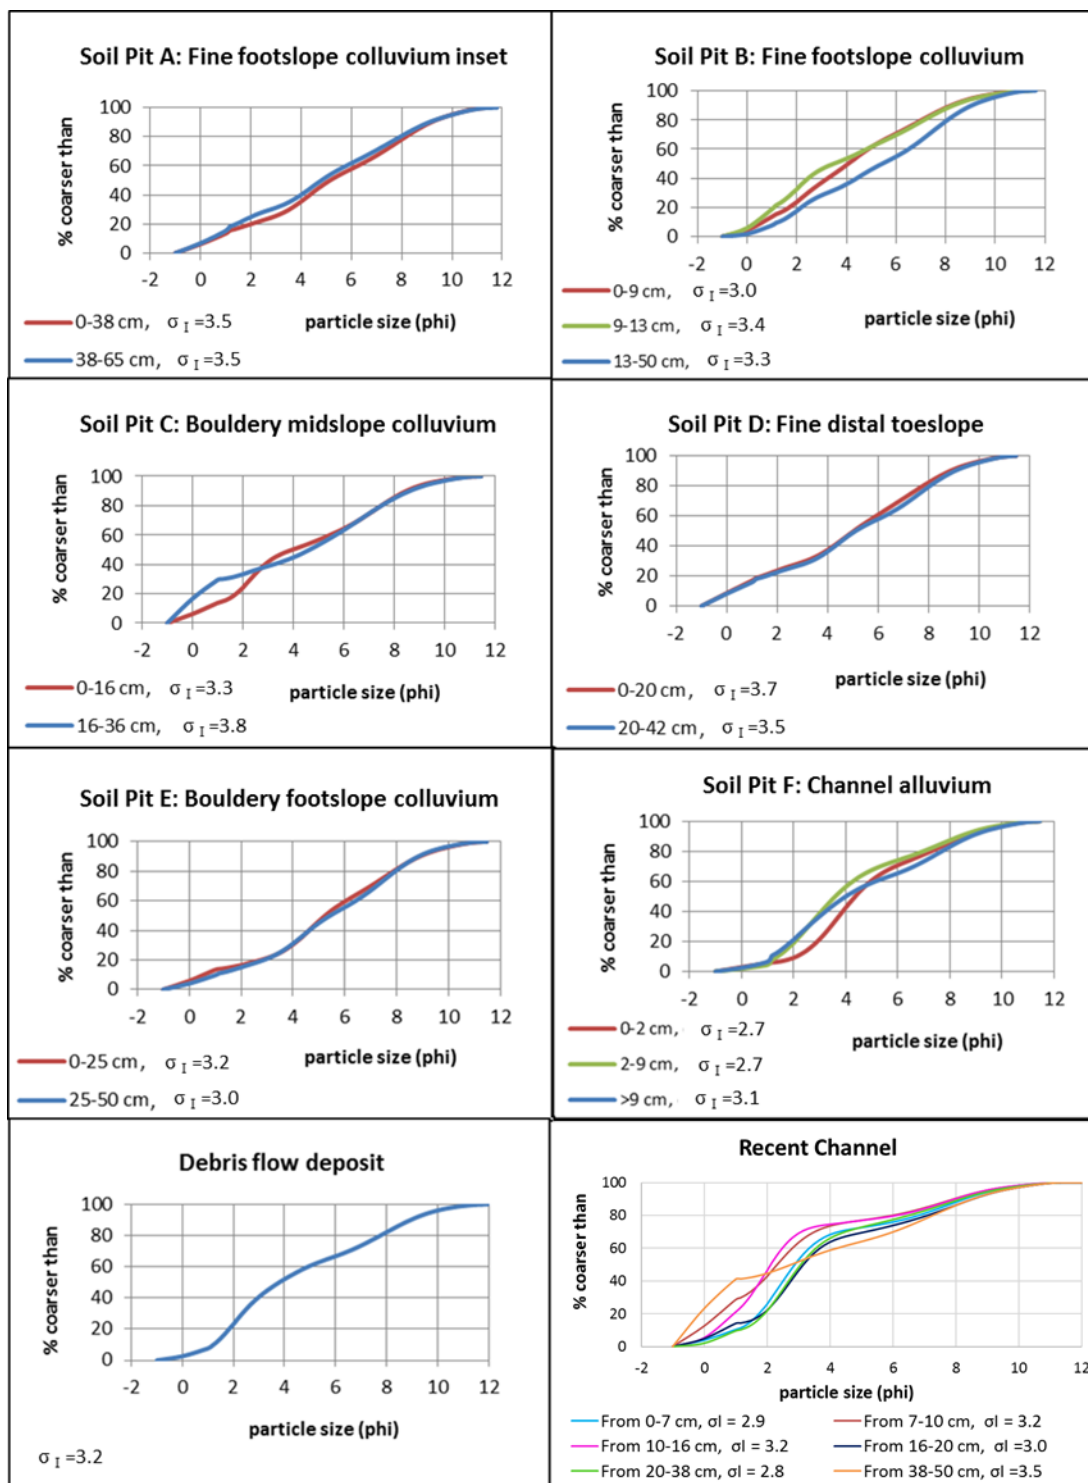 Soil Pit A: Fine footslope colluvium inset
% coarser than
100
80
60
40
20
0
-2 0 2 4 6 8 10 12
particle size (phi)
0-38 cm, σ I =3.5
38-65 cm, σ I =3.5
Soil Pit B: Fine footslope colluvium
% coarser than
100
80
60
40
20
0
-2 0 2 4 6 8 10 12
particle size (phi)
0-9 cm, σ I =3.0
9-13 cm, σ I =3.4
13-50 cm, σ I =3.3
Soil Pit C: Bouldery midslope colluvium
% coarser than
100
80
60
40
20
0
-2 0 2 4 6 8 10 12
particle size (phi)
0-16 cm, σ I =3.3
16-36 cm, σ I =3.8
Soil Pit D: Fine distal toeslope
% coarser than
100
80
60
40
20
0
-2 0 2 4 6 8 10 12
particle size (phi)
0-20 cm, σ I =3.7
20-42 cm, σ I =3.5
Soil Pit E: Bouldery footslope colluvium
% coarser than
100
80
60
40
20
0
-2 0 2 4 6 8 10 12
particle size (phi)
0-25 cm, σ I =3.2
25-50 cm, σ I =3.0
Soil Pit F: Channel alluvium
% coarser than
100
80
60
40
20
0
-2 0 2 4 6 8 10 12
particle size (phi)
0-2 cm, σ I =2.7
2-9 cm, σ I =2.7
>9 cm, σ I =3.1
Debris flow deposit
% coarser than
100
80
60
40
20
0
-2 0 2 4 6 8 10 12
particle size (phi)
σ I =3.2
Recent Channel
% coarser than
100
80
60
40
20
0
-2 0 2 4 6 8 10 12
particle size (phi)
From 0-7 cm, σI = 2.9 From 7-10 cm, σI = 3.2
From 10-16 cm, σI = 3.2 From 16-20 cm, σI = 3.0
From 20-38 cm, σI = 2.8 From 38-50 cm, σI = 3.5